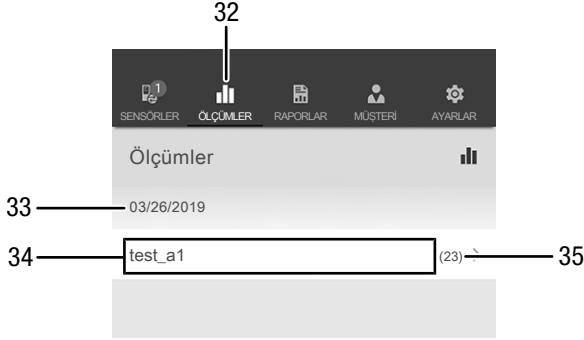 32
1
SENSÖRLER ÖLÇÜMLER RAPORLAR MÜŞTERİ AYARLAR
Ölçümler
33 03/26/2019
34 test_a1 (23) 35